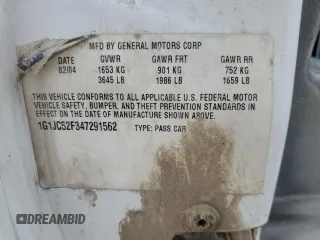 MFD BY GENERAL MOTORS CORP
DATE GVWR GAWR FRT GAWR RR
02/04 1653 KG 901 KG 752 KG
3645 LB 1986 LB 1659 LB
THIS VEHICLE CONFORMS TO ALL APPLICABLE U.S. FEDERAL MOTOR
VEHICLE SAFETY, BUMPER, AND THEFT PREVENTION STANDARDS
IN EFFECT ON THE DATE OF MANUFACTURE SHOWN ABOVE.
1G1JC52F347291562 TYPE: PASS CAR
DREAMBID